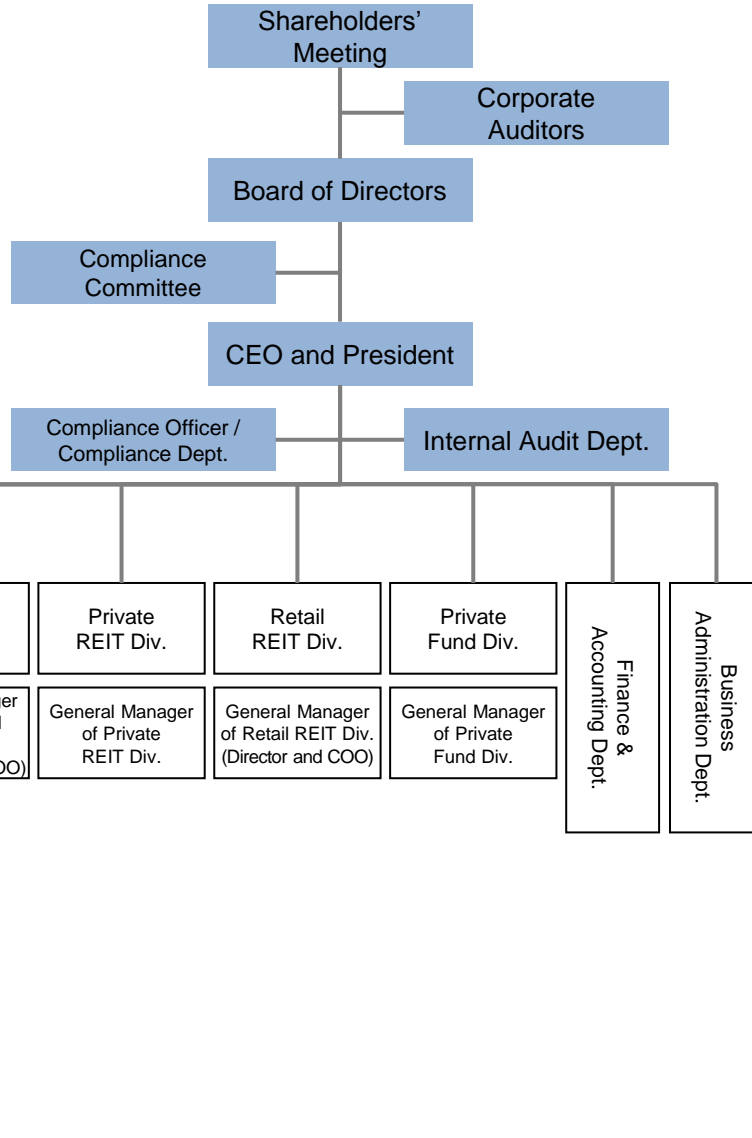 Shareholders’
Meeting
Corporate
Auditors
Board of Directors
Compliance
Committee
CEO and President
Compliance Officer /
Compliance Dept.
Internal Audit Dept.
Private
REIT Div.
Retail
REIT Div.
Private
Fund Div.
General Manager
of Private
REIT Div.
General Manager
of Retail REIT Div.
(Director and COO)
General Manager
of Private
Fund Div.
Finance &
Accounting Dept.
Business
Administration Dept.